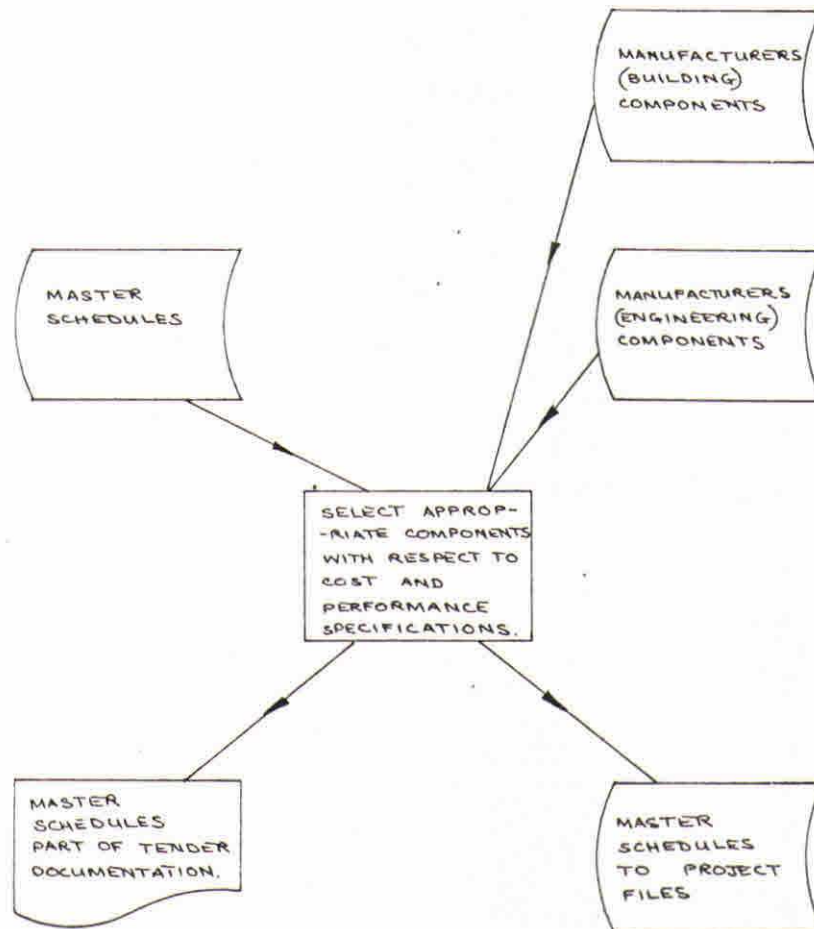 MANUFACTURERS
(BUILDING)
COMPONENTS
MASTER
SCHEDULES
MANUFACTURERS
(ENGINEERING)
COMPONENTS
SELECT APPROP-
-RIATE COMPONENTS
WITH RESPECT TO
COST AND
PERFORMANCE
SPECIFICATIONS.
MASTER
SCHEDULES
PART OF TENDER
DOCUMENTATION.
MASTER
SCHEDULES
TO PROJECT
FILES